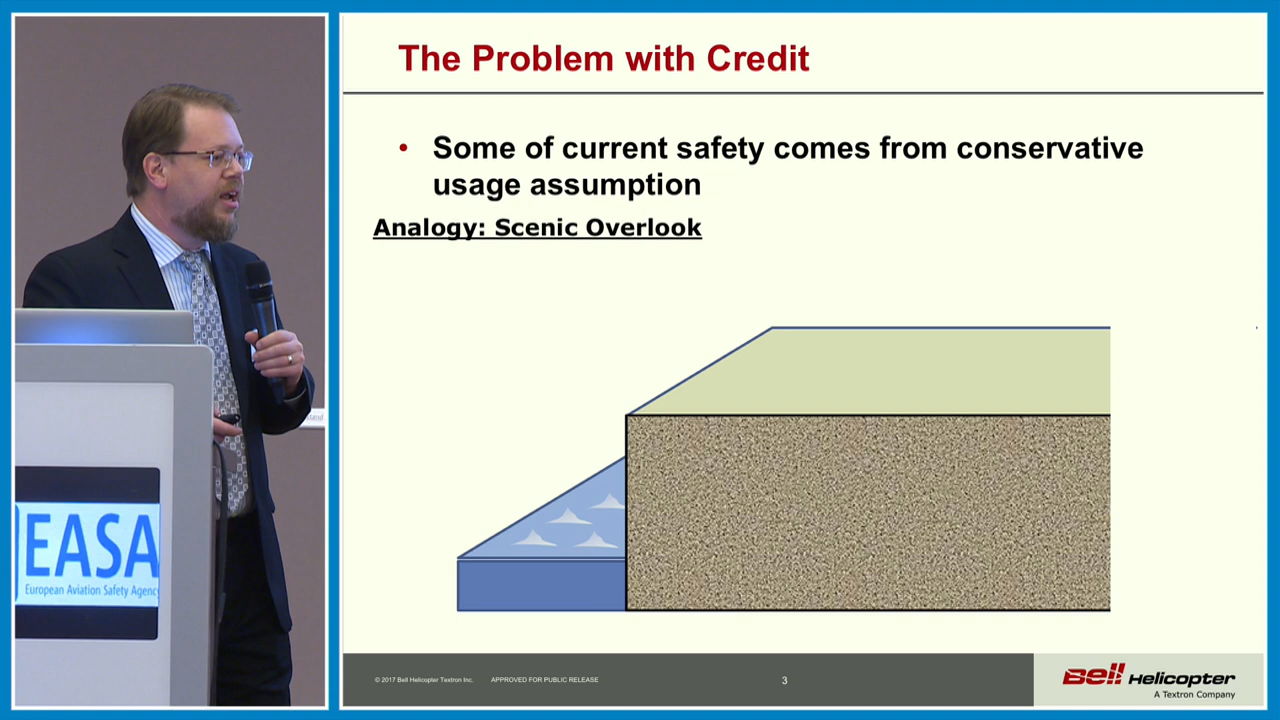 The Problem with Credit
• Some of current safety comes from conservative
usage assumption
Analogy: Scenic Overlook
EASA
European Aviation Safety Agency
© 2017 Bell Helicopter Textron Inc.
APPROVED FOR PUBLIC RELEASE
3
Bell Helicopter
A Textron Company